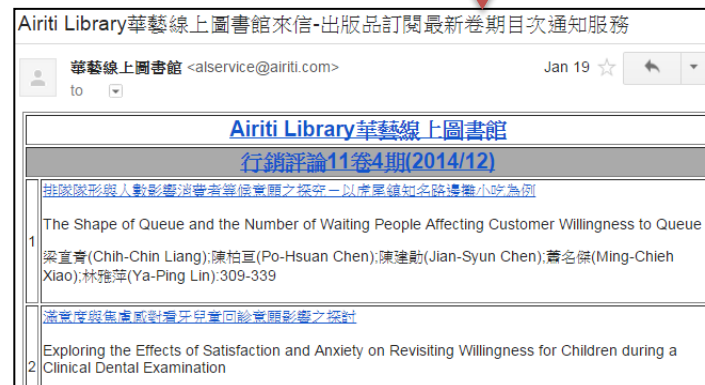 Airiti Library華藝線上圖書館來信-出版品訂閱最新卷期目次通知服務
華藝線上圖書館 <alservice@airiti.com>
Jan 19
to
Airiti Library華藝線上圖書館
行銷評論11卷4期(2014/12)
排隊隊形與人數影響消費者等候意願之探究－以虎尾鎮知名路邊攤小吃為例
The Shape of Queue and the Number of Waiting People Affecting Customer Willingness to Queue
1
梁直青(Chih-Chin Liang);陳柏亘(Po-Hsuan Chen);陳建勛(Jian-Syun Chen);蕭名傑(Ming-Chieh
Xiao);林雅萍(Ya-Ping Lin):309-339
滿意度與焦慮感對看牙兒童回診意願影響之探討
Exploring the Effects of Satisfaction and Anxiety on Revisiting Willingness for Children during a
2 Clinical Dental Examination